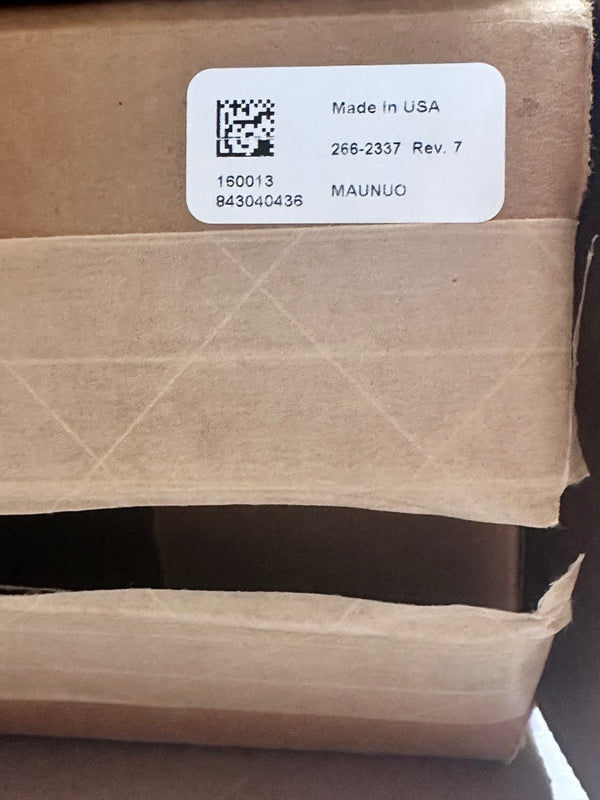 Made In USA
266-2337 Rev. 7
160013
843040436
MAUNUO